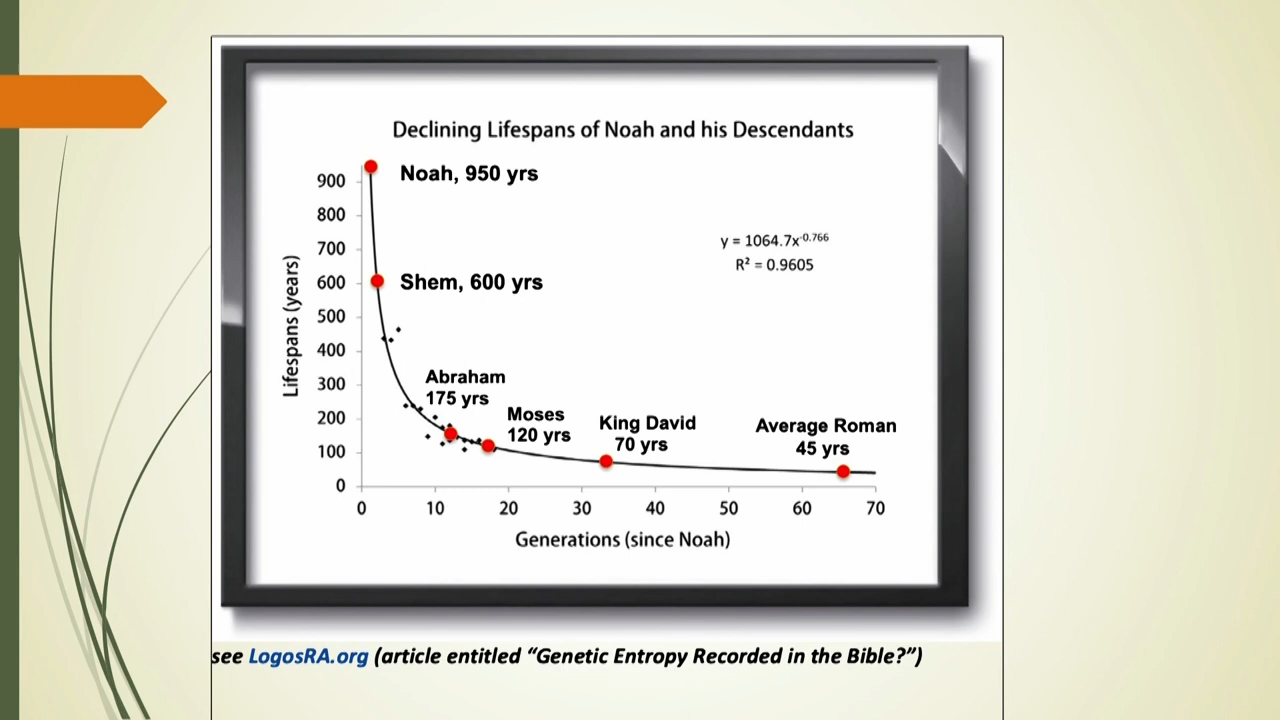 Declining Lifespans of Noah and his Descendants
900
800
700
600
500
400
300
200
100
0
Lifespans (years)
Noah, 950 yrs
Shem, 600 yrs
y = 1064.7x^-0.766
R² = 0.9605
Abraham
175 yrs
Moses
120 yrs
King David
70 yrs
Average Roman
45 yrs
0 10 20 30 40 50 60 70
Generations (since Noah)
see LogosRA.org (article entitled “Genetic Entropy Recorded in the Bible?”)